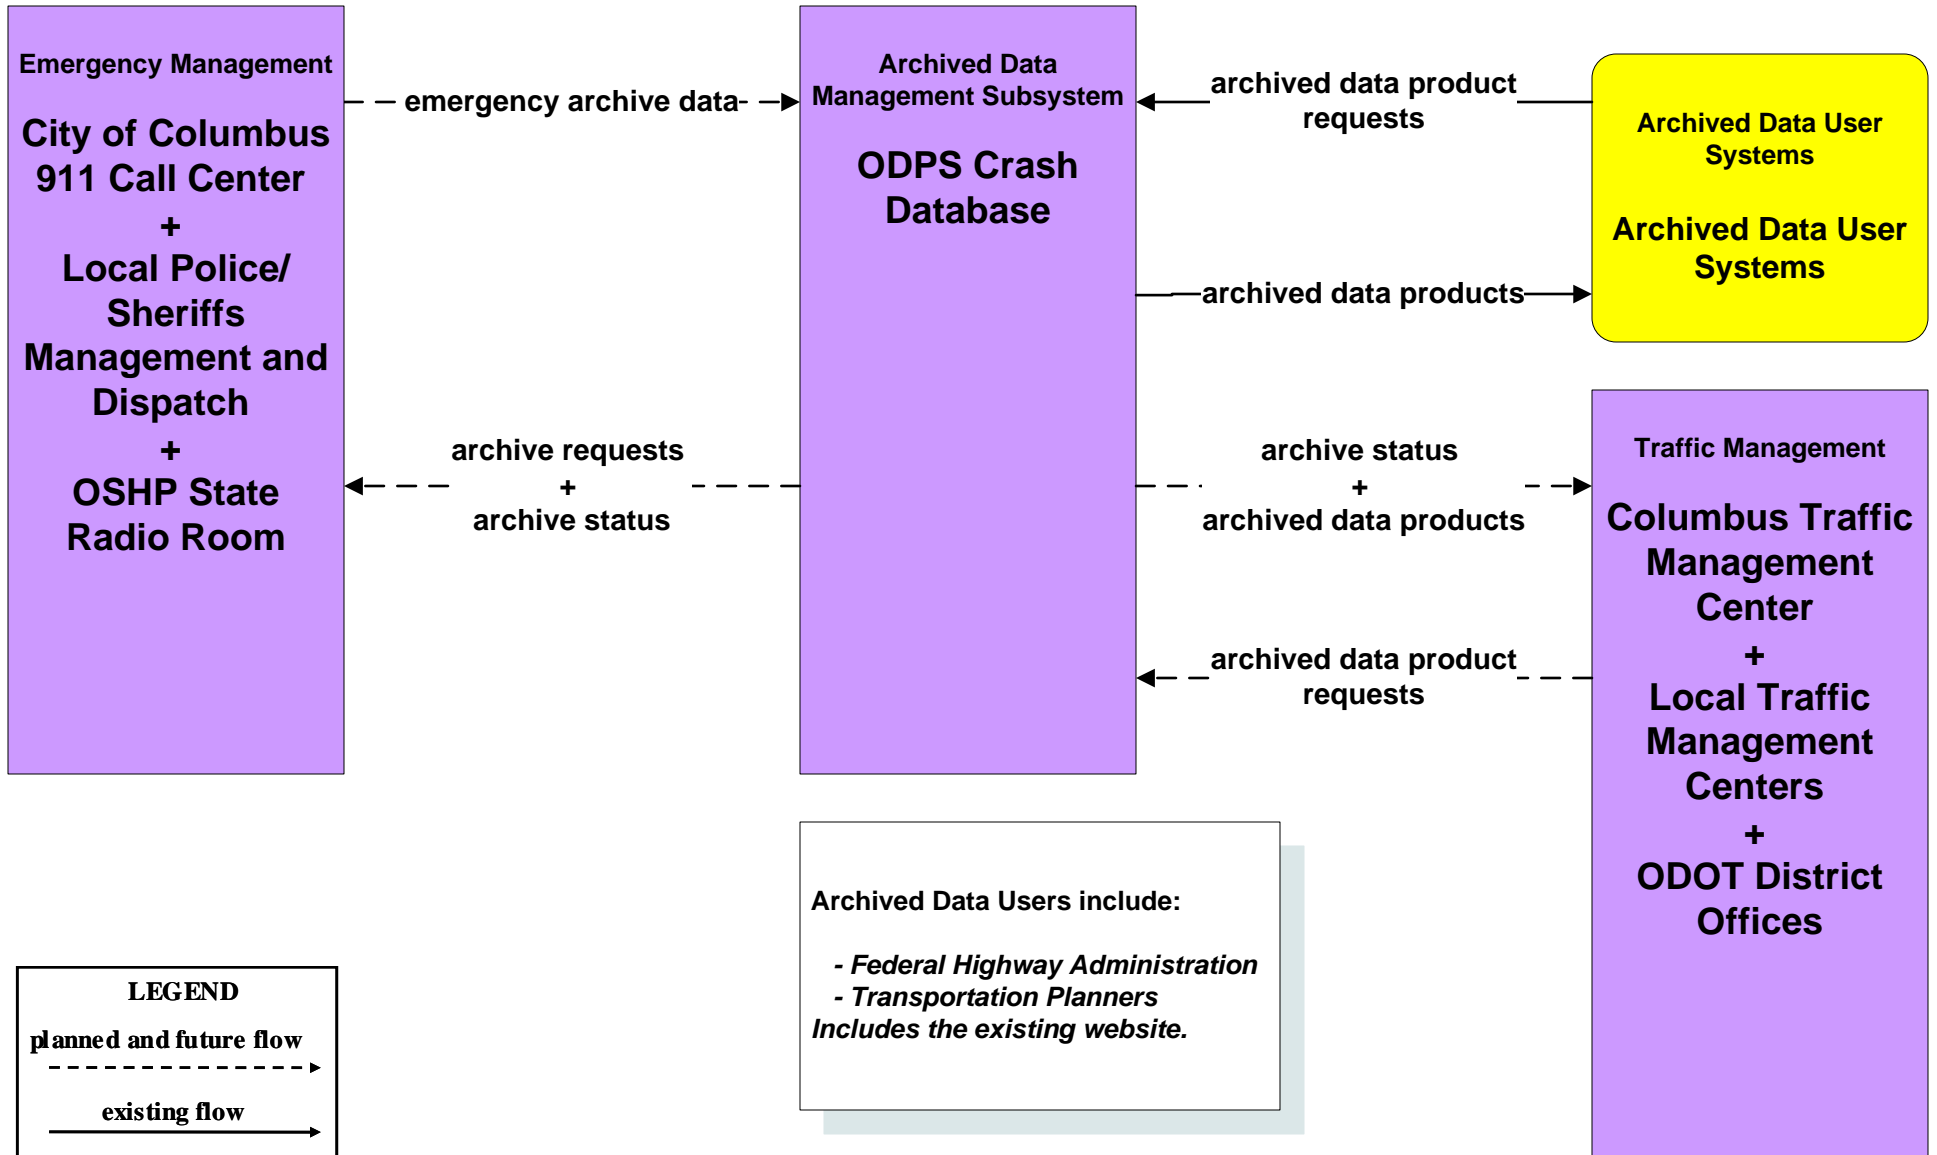 Emergency Management
City of Columbus
911 Call Center
+
Local Police/
Sheriffs
Management and
Dispatch
+
OSHP State
Radio Room
emergency archive data
archive requests
+
archive status
Archived Data
Management Subsystem
ODPS Crash
Database
archived data product
requests
archived data products
archive status
+
archived data products
archived data product
requests
Archived Data User
Systems
Archived Data User
Systems
Traffic Management
Columbus Traffic
Management
Center
+
Local Traffic
Management
Centers
+
ODOT District
Offices
Archived Data Users include:
- Federal Highway Administration
- Transportation Planners
Includes the existing website.
LEGEND
planned and future flow
existing flow